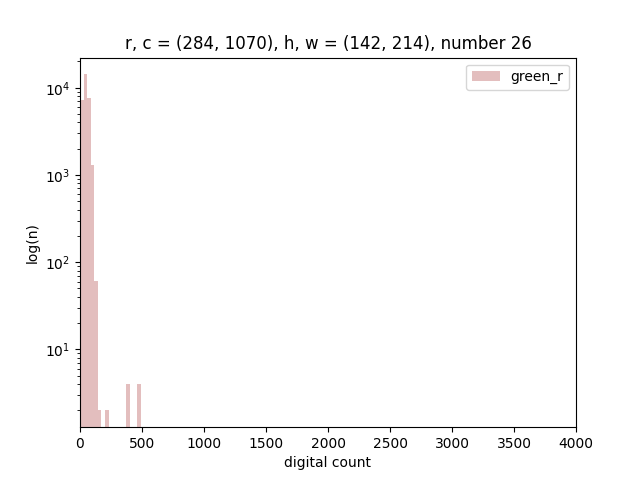 r, c = (284, 1070), h, w = (142, 214), number 26
green_r
10^4
10^3
10^2
10^1
log(n)
0 500 1000 1500 2000 2500 3000 3500 4000
digital count